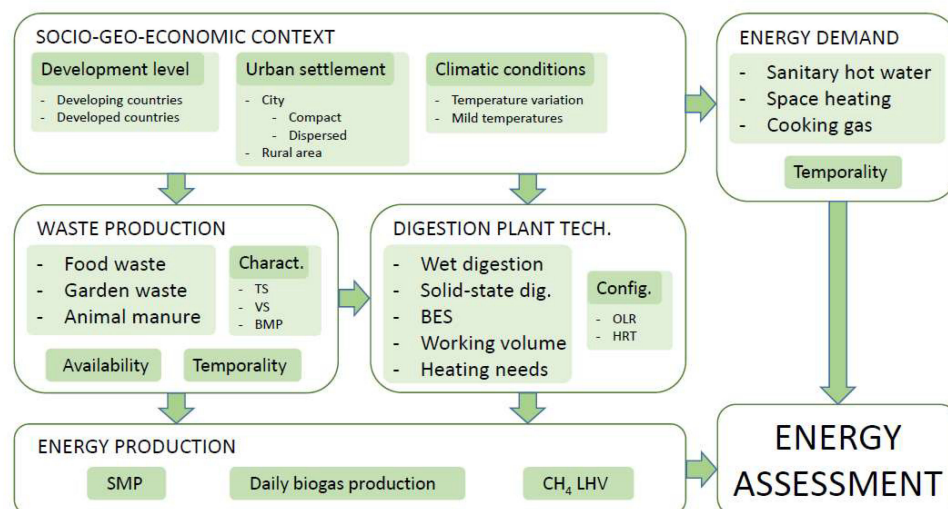 SOCIO-GEO-ECONOMIC CONTEXT
Development level
- Developing countries
- Developed countries
Urban settlement
- City
- Compact
- Dispersed
- Rural area
Climatic conditions
- Temperature variation
- Mild temperatures
ENERGY DEMAND
- Sanitary hot water
- Space heating
- Cooking gas
Temporality
WASTE PRODUCTION
- Food waste
- Garden waste
- Animal manure
Charact.
- TS
- VS
- BMP
Availability
Temporality
DIGESTION PLANT TECH.
- Wet digestion
- Solid-state dig.
- BES
- Working volume
- Heating needs
Config.
- OLR
- HRT
ENERGY PRODUCTION
SMP
Daily biogas production
CH₄ LHV
ENERGY
ASSESSMENT